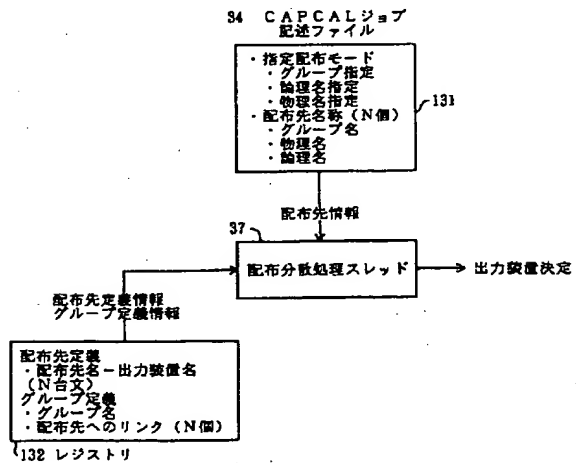 34 CAPCALジョブ
記述ファイル
・指定配布モード
・グループ指定
・論理名指定
・物理名指定
・配布先名称(N個)
・グループ名
・物理名
・論理名
131
配布先情報
37
配布分散処理スレッド
出力装置決定
配布先定義情報
グループ定義情報
配布先定義
・配布先名-出力装置名
(N台文)
グループ定義
・グループ名
・配布先へのリンク(N個)
132 レジストリ